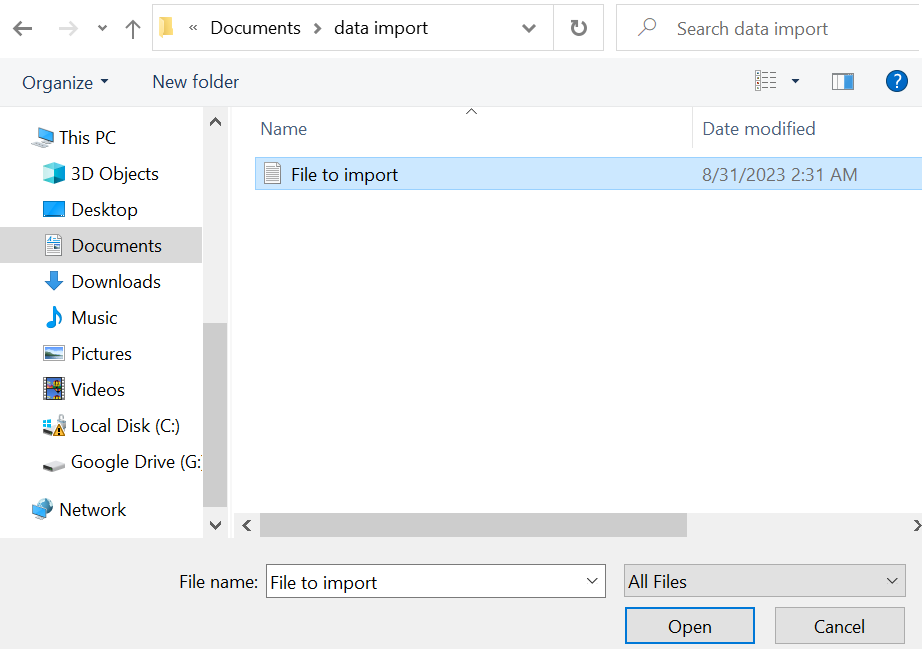 « Documents > data import
Search data import
Organize
New folder
?
Name
Date modified
This PC
3D Objects
Desktop
Documents
Downloads
Music
Pictures
Videos
Local Disk (C:)
Google Drive (G:
Network
File to import
8/31/2023 2:31 AM
File name:
File to import
All Files
Open
Cancel